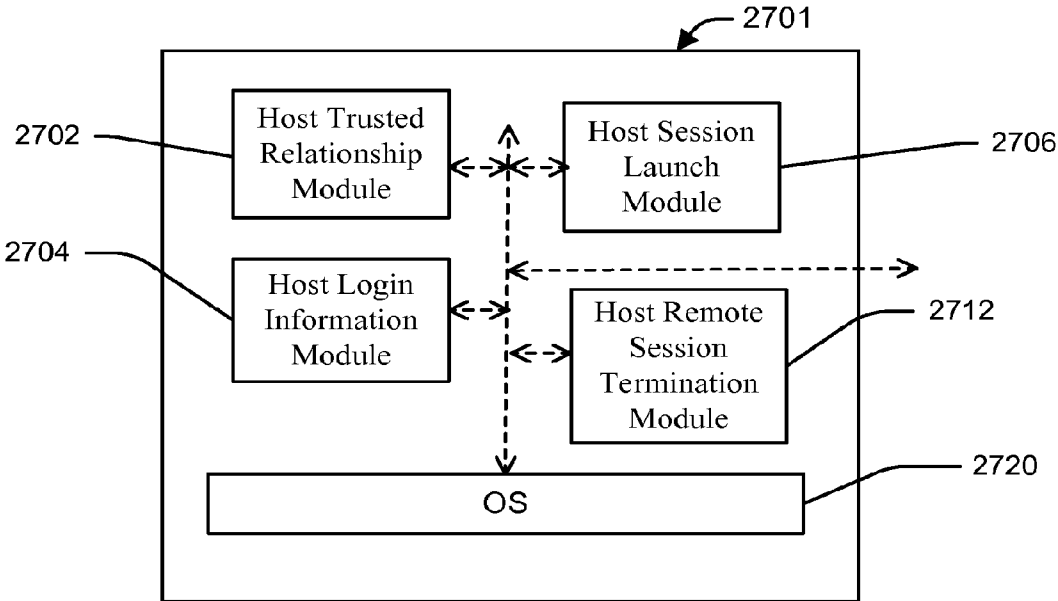 2701
2702
Host Trusted
Relationship
Module
Host Session
Launch
Module
2706
2704
Host Login
Information
Module
Host Remote
Session
Termination
Module
2712
OS
2720